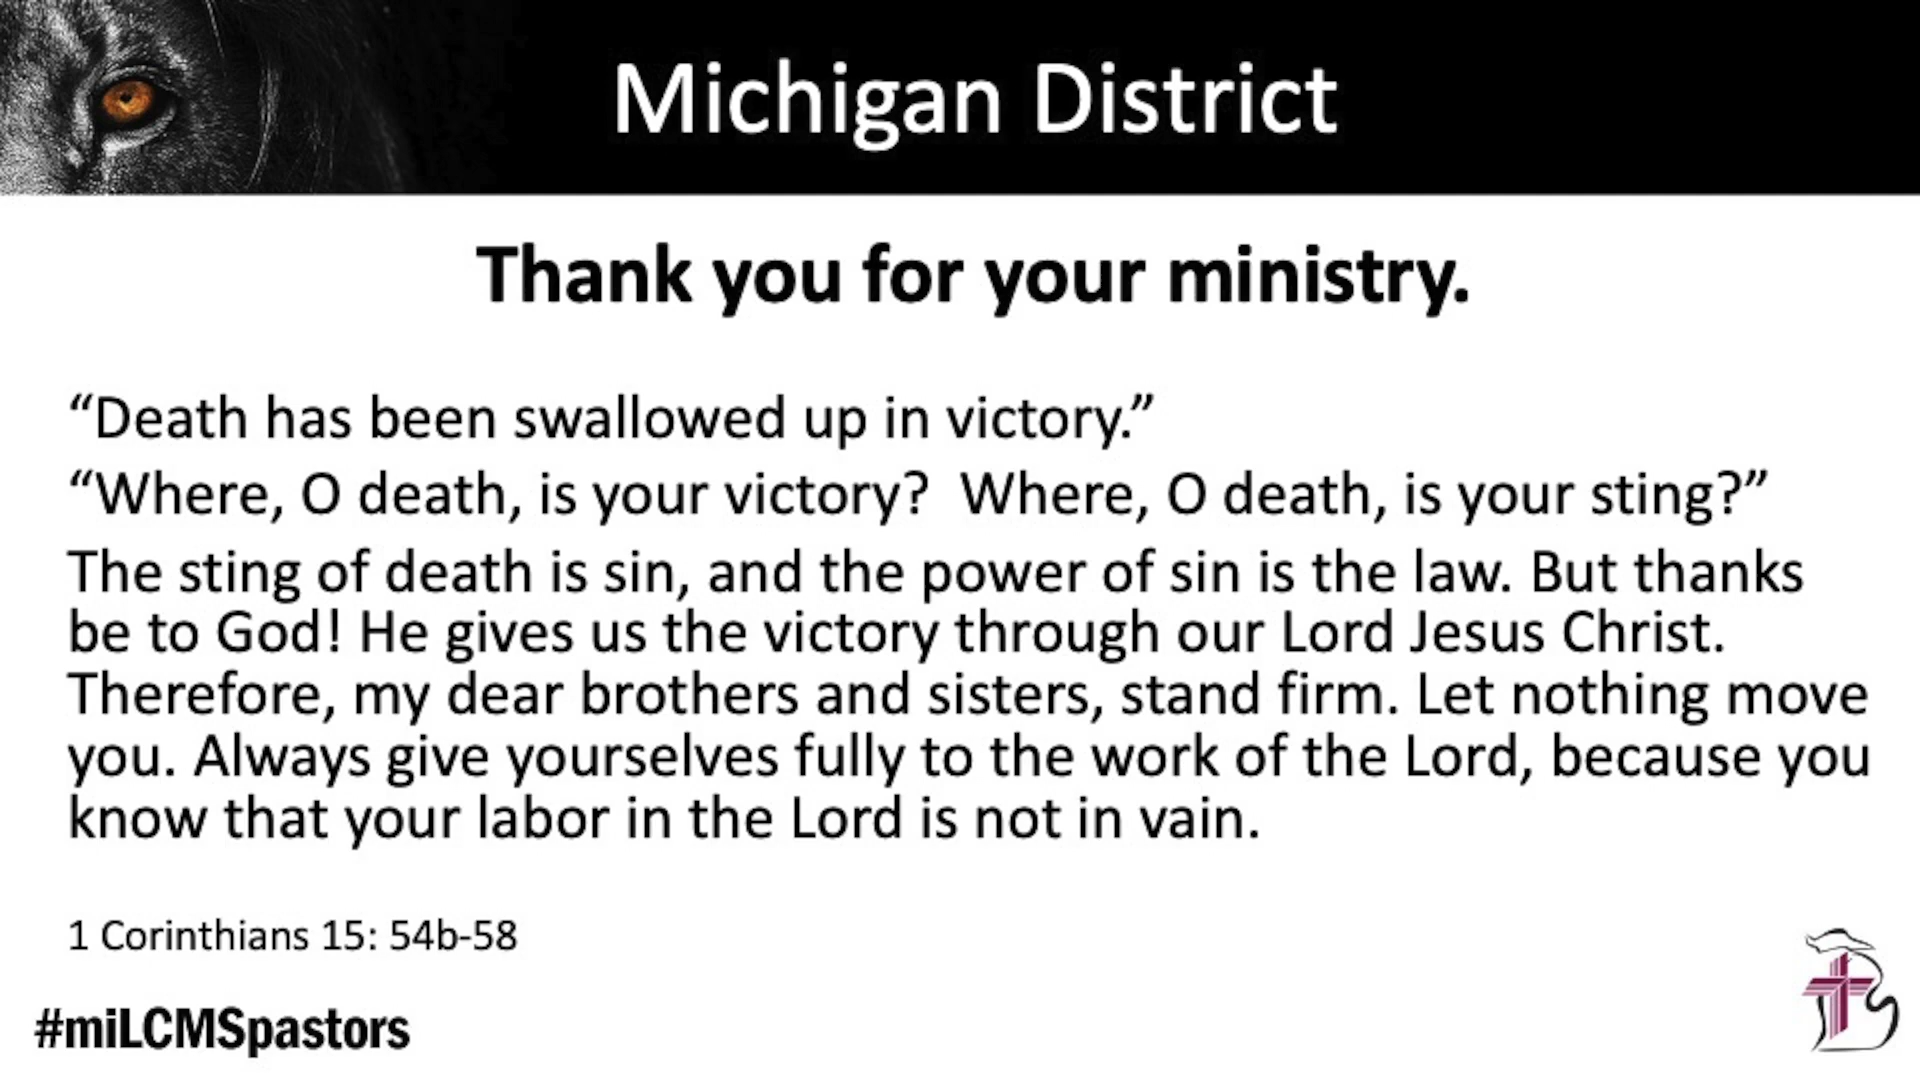 Michigan District
Thank you for your ministry.
“Death has been swallowed up in victory.”
“Where, O death, is your victory?  Where, O death, is your sting?”
The sting of death is sin, and the power of sin is the law. But thanks
be to God! He gives us the victory through our Lord Jesus Christ.
Therefore, my dear brothers and sisters, stand firm. Let nothing move
you. Always give yourselves fully to the work of the Lord, because you
know that your labor in the Lord is not in vain.
1 Corinthians 15: 54b-58
#miLCMSpastors